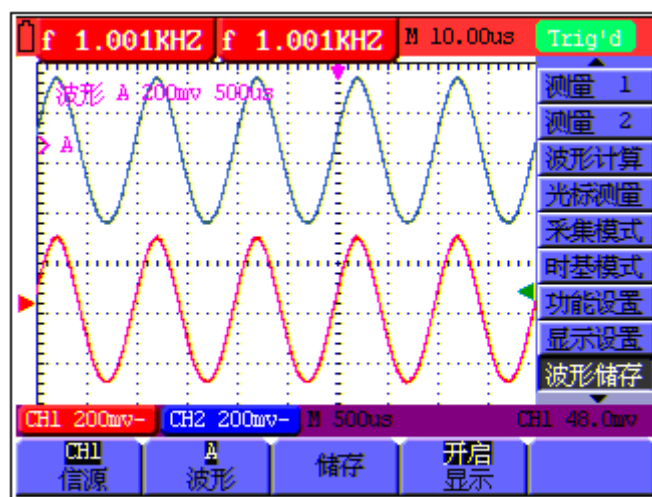 f 1.001KHZ f 1.001KHZ M 10.00us Trig'd
波形 A 200mv 500us
A
测量 1
测量 2
波形计算
光标测量
采集模式
时基模式
功能设置
显示设置
波形储存
CH1 200mv- CH2 200mv- M 500us CH1 48.0mv
CH1 A 储存 开启
信源 波形 显示